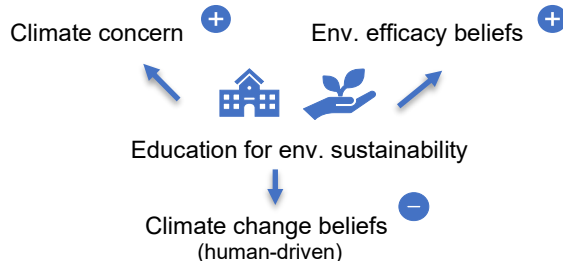 Climate concern +
Env. efficacy beliefs +
Education for env. sustainability
Climate change beliefs −
(human-driven)